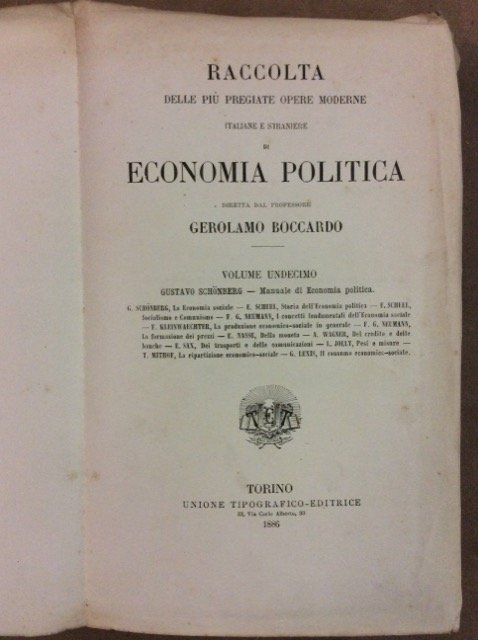 RACCOLTA
DELLE PIÙ PREGIATE OPERE MODERNE
ITALIANE E STRANIERE
DI
ECONOMIA POLITICA
DIRETTA DAL PROFESSORE
GEROLAMO BOCCARDO
VOLUME UNDECIMO
GUSTAVO SCHÖNBERG — Manuale di Economia politica.
G. SCHÖNBERG, La Economia sociale — E. SCHEEL, Storia dell'Economia politica — E. SCHEEL,
Socialismo e Comunismo — F. G. NEUMANN, I concetti fondamentali dell'Economia sociale
— F. KLEINWAECHTER, La produzione economico-sociale in generale — F. G. NEUMANN,
La formazione dei prezzi — E. NASSE, Della moneta — A. WAGNER, Del credito e delle
banche — E. SAX, Dei trasporti e delle comunicazioni — L. JOLLY, Pesi e misure —
T. MITHOF, La ripartizione economico-sociale — G. LEXIS, Il consumo economico-sociale.
TORINO
UNIONE TIPOGRAFICO-EDITRICE
33, Via Carlo Alberto, 33
1886